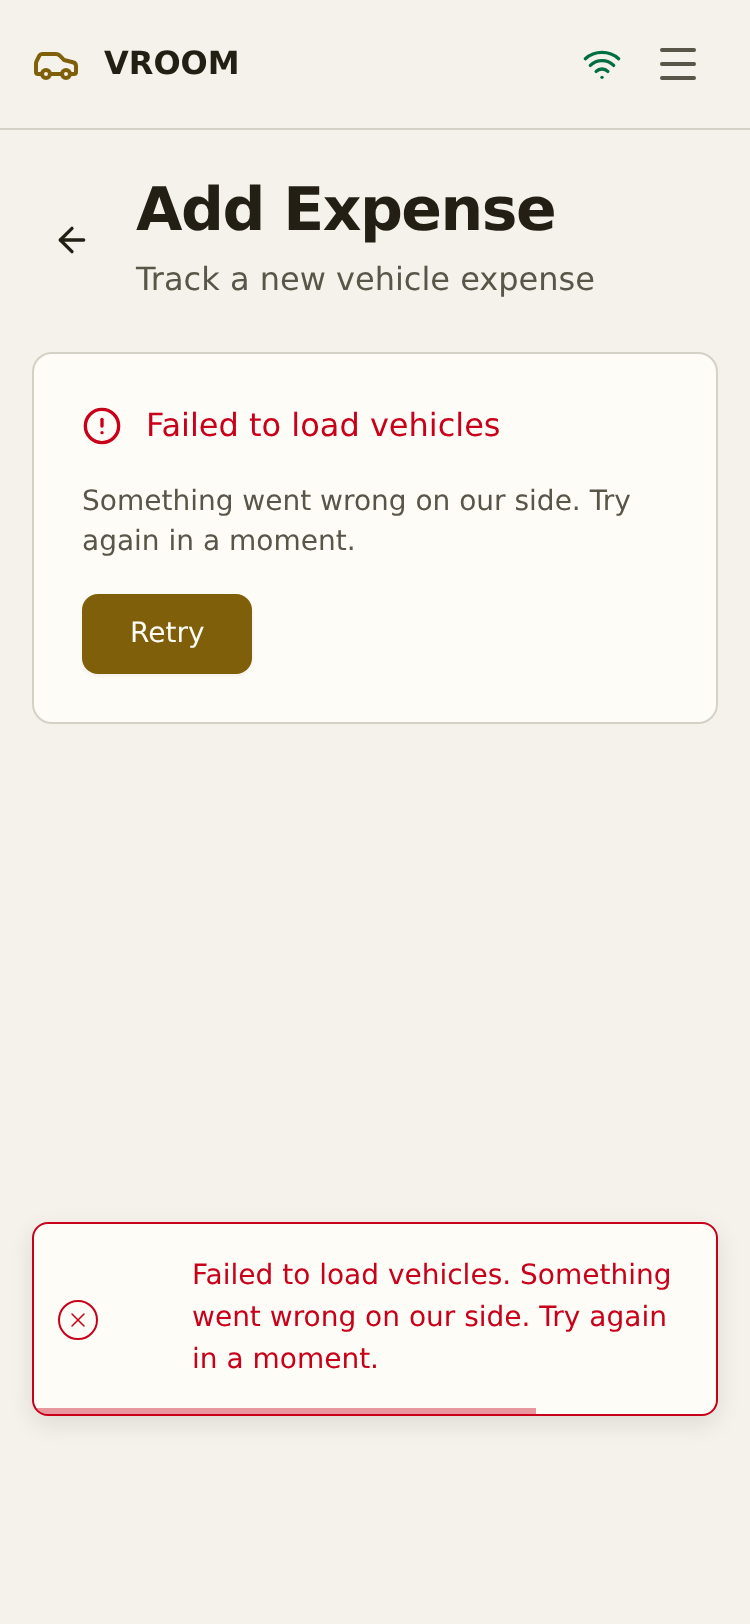 VROOM
Add Expense
Track a new vehicle expense
Failed to load vehicles
Something went wrong on our side. Try
again in a moment.
Retry
Failed to load vehicles. Something
went wrong on our side. Try again
in a moment.